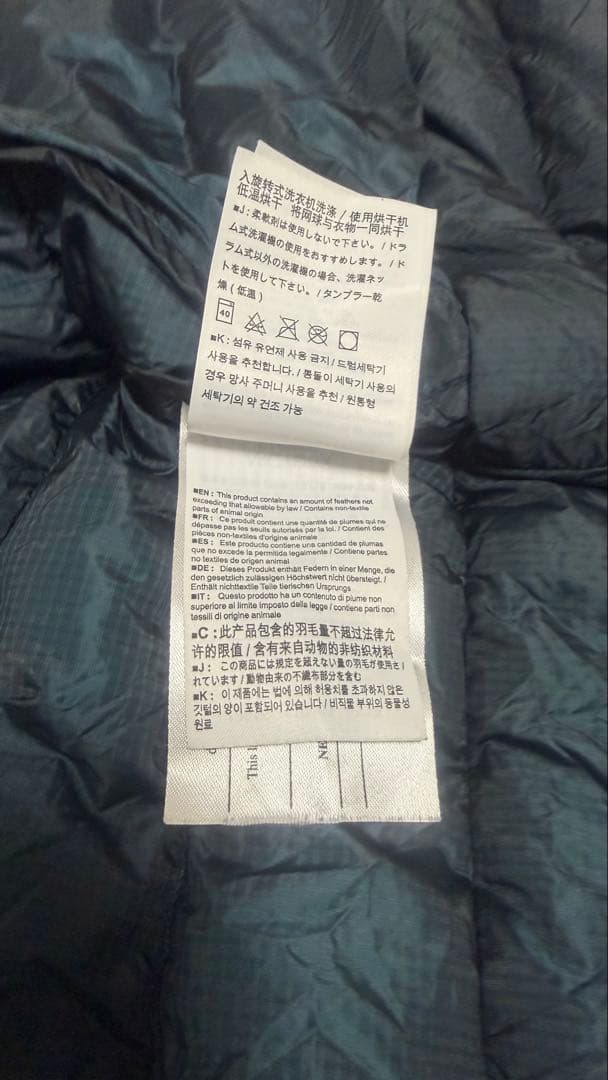 入旋转式洗衣机洗涤 / 使用烘干机
低温烘干 将网球与衣物一同烘干
■J: 柔軟剤は使用しないで下さい。/ ドラ
ム式洗濯機の使用をおすすめします。/ ド
ラム式以外の洗濯機の場合、洗濯ネッ
トを使用して下さい。/ タンブラー乾
燥 (低温)
40
■K: 섬유 유연제 사용 금지 / 드럼세탁기
사용을 추천합니다. / 통돌이 세탁기 사용의
경우 망사 주머니 사용을 추천 / 원통형
세탁기의 약 건조 가능
■EN: This product contains an amount of feathers not
exceeding that allowable by law / Contains non-textile
parts of animal origin
■FR: Ce produit contient une quantité de plumes qui ne
dépasse pas les seuils autorisés par la loi. / Contient des
pièces non-textiles d'origine animale
■ES: Este producto contiene una cantidad de plumas
que no excede la permitida legalmente / Contiene partes
no textiles de origen animal
■DE: Dieses Produkt enthält Federn in einer Menge, die
den gesetzlich zulässigen Höchstwert nicht übersteigt. /
Enthält nichttextile Teile tierischen Ursprungs
■IT: Questo prodotto ha un contenuto di piume non
superiore al limite imposto dalla legge / contiene parti non
tessili di origine animale
■C: 此产品包含的羽毛量不超过法律允
许的限值 / 含有来自动物的非纺织材料
■J: この商品には規定を超えない量の羽毛が使用さ
れています / 動物由来の不織布部分を含む
■K: 이 제품에는 법에 의해 허용치를 초과하지 않은
깃털의 양이 포함되어 있습니다 / 비직물 부위의 동물성
원료
This
NE